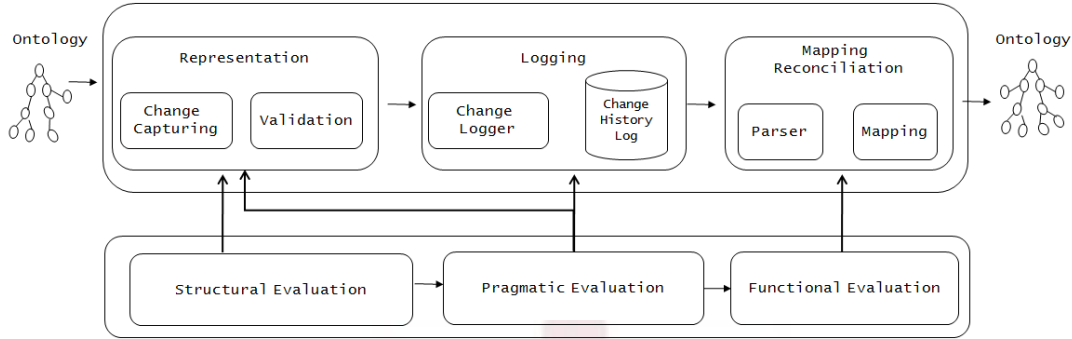 Ontology
Representation
Change
Capturing
Validation
Logging
Change
Logger
Change
History
Log
Mapping
Reconciliation
Parser
Mapping
Ontology
Structural Evaluation
Pragmatic Evaluation
Functional Evaluation